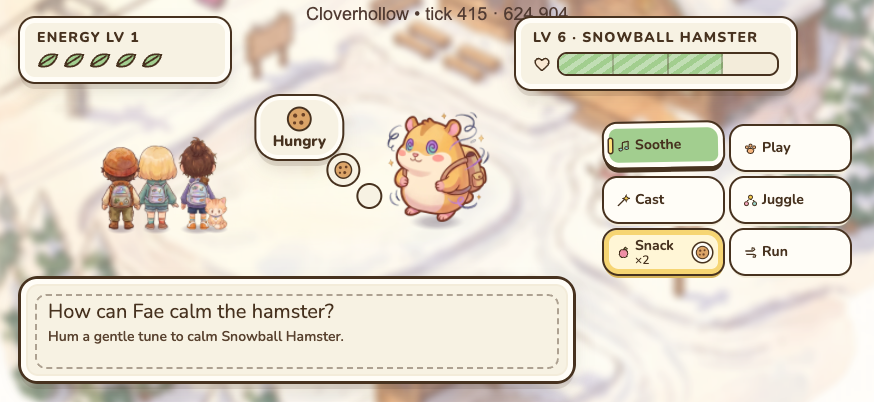 Cloverhollow • tick 415 · 624,904
ENERGY LV 1
LV 6 · SNOWBALL HAMSTER
Hungry
Soothe
Play
Cast
Juggle
Snack
×2
Run
How can Fae calm the hamster?
Hum a gentle tune to calm Snowball Hamster.